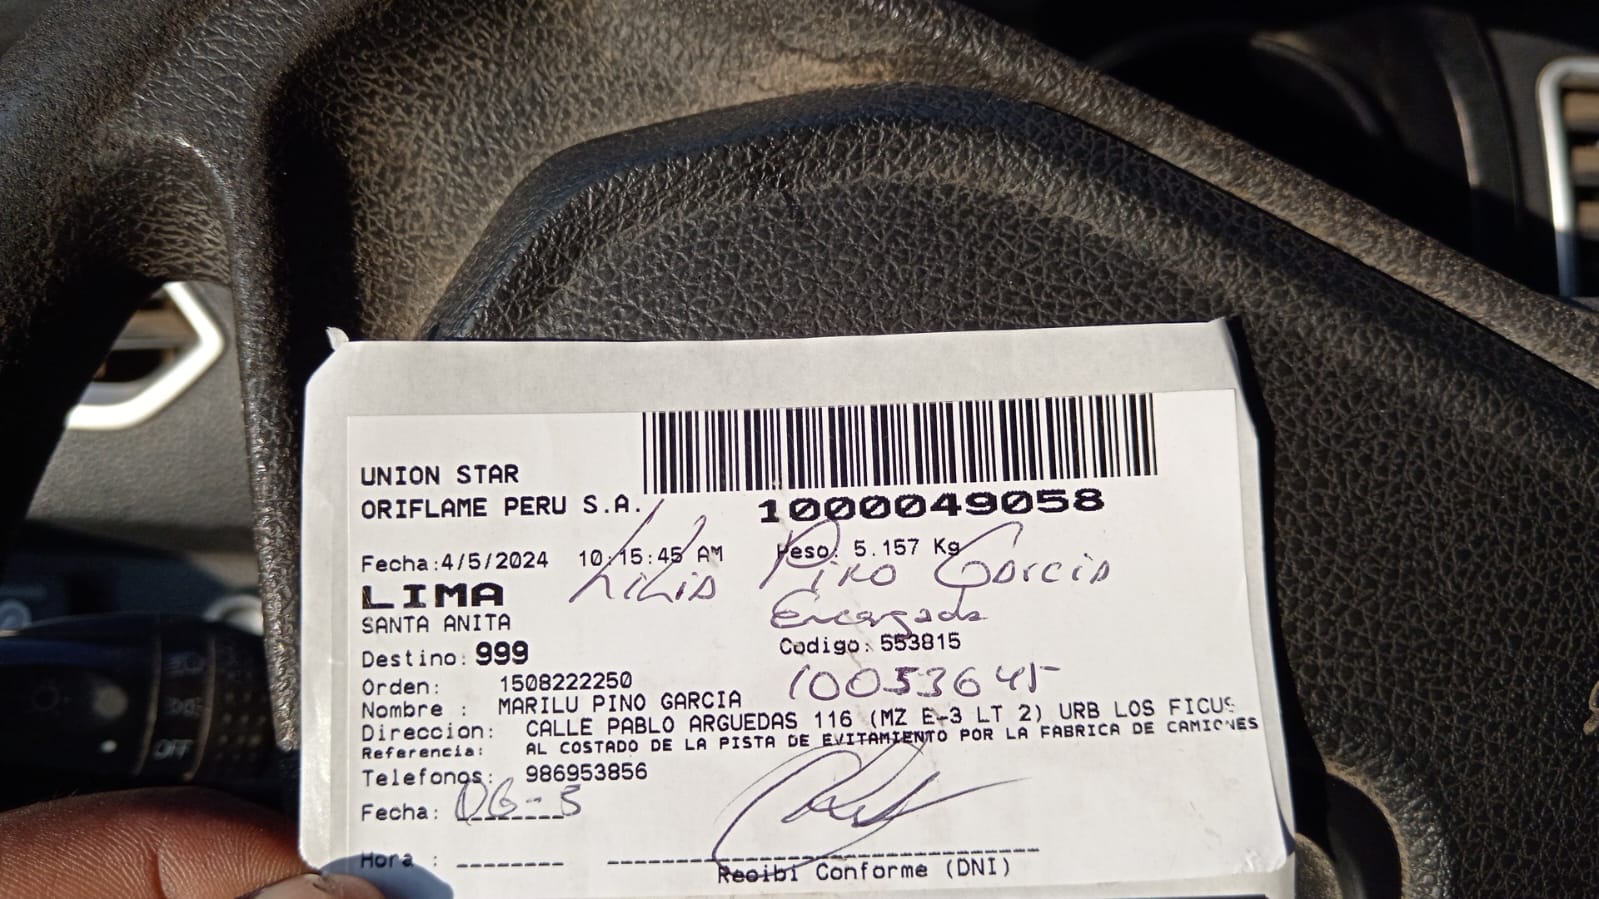 UNION STAR
ORIFLAME PERU S.A.
1000049058
Fecha:4/5/2024 10:15:45 AM Peso: 5.157 Kg
Lilia Pino Garcia
LIMA
SANTA ANITA
Encargada
Codigo: 553815
Destino: 999
10053645
Orden: 1508222250
Nombre : MARILU PINO GARCIA
Direccion: CALLE PABLO ARGUEDAS 116 (MZ E-3 LT 2) URB LOS FICUS
Referencia: AL COSTADO DE LA PISTA DE EVITAMIENTO POR LA FABRICA DE CAMIONES
Telefonos: 986953856
Fecha: 06-5
Hora : --------
Recibi Conforme (DNI)
OFF